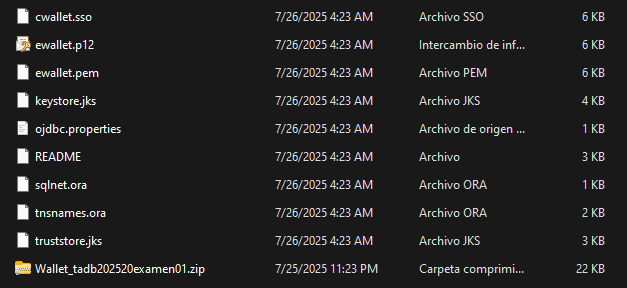 cwallet.sso 7/26/2025 4:23 AM Archivo SSO 6 KB
ewallet.p12 7/26/2025 4:23 AM Intercambio de inf... 6 KB
ewallet.pem 7/26/2025 4:23 AM Archivo PEM 6 KB
keystore.jks 7/26/2025 4:23 AM Archivo JKS 4 KB
ojdbc.properties 7/26/2025 4:23 AM Archivo de origen ... 1 KB
README 7/26/2025 4:23 AM Archivo 3 KB
sqlnet.ora 7/26/2025 4:23 AM Archivo ORA 1 KB
tnsnames.ora 7/26/2025 4:23 AM Archivo ORA 2 KB
truststore.jks 7/26/2025 4:23 AM Archivo JKS 3 KB
Wallet_tadb202520examen01.zip 7/25/2025 11:23 PM Carpeta comprimi... 22 KB